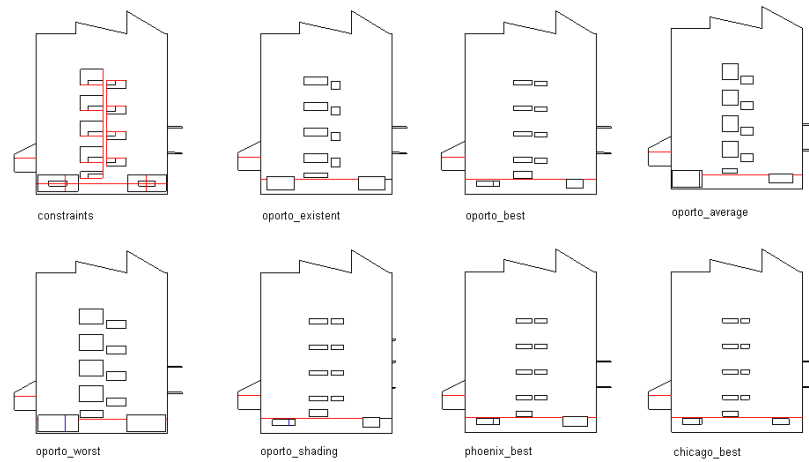 constraints
oporto_existent
oporto_best
oporto_average
oporto_worst
oporto_shading
phoenix_best
chicago_best